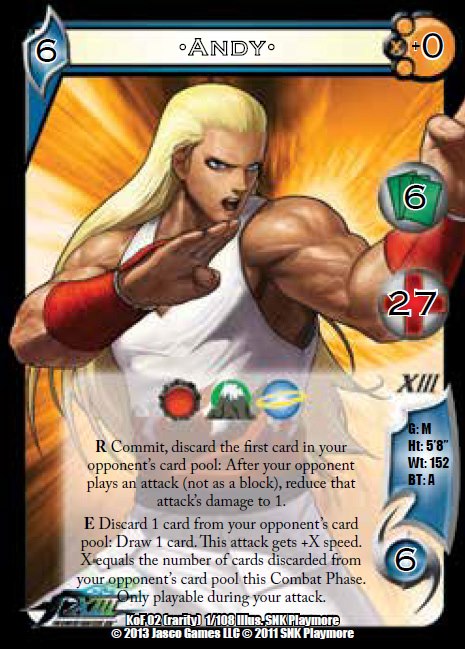 6
•ANDY•
X +0
6
27
XIII
G: M
Ht: 5'8"
Wt: 152
BT: A
R Commit, discard the first card in your
opponent's card pool: After your opponent
plays an attack (not as a block), reduce that
attack's damage to 1.
E Discard 1 card from your opponent's card
pool: Draw 1 card. This attack gets +X speed.
X equals the number of cards discarded from
your opponent's card pool this Combat Phase.
Only playable during your attack.
6
XIII
KoF 02 (rarity) 1/108 Illus. SNK Playmore
© 2013 Jasco Games LLC © 2011 SNK Playmore